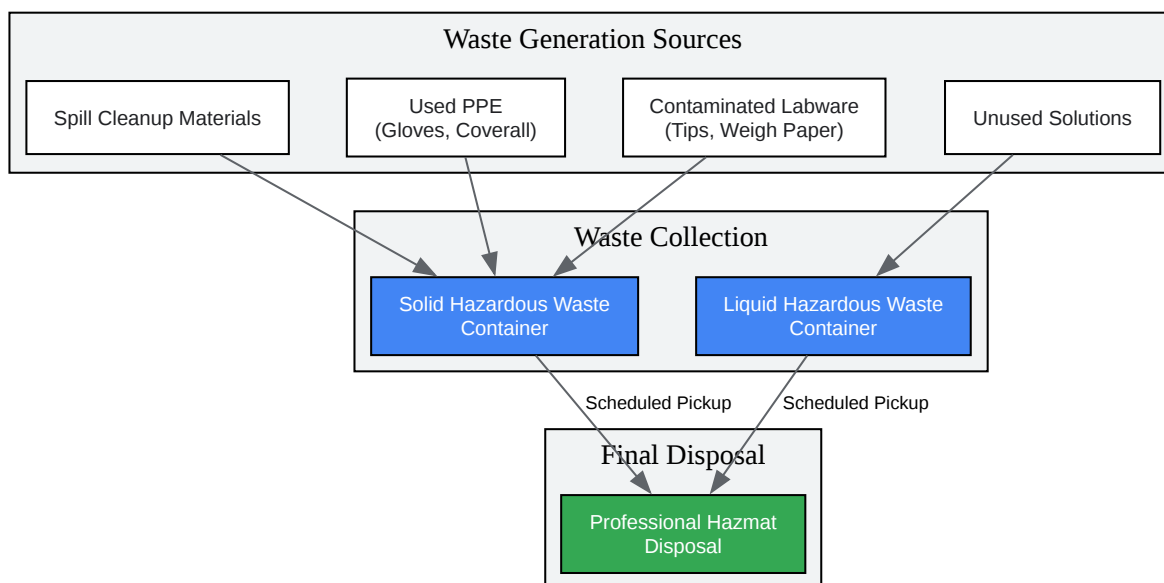 Waste Generation Sources
Spill Cleanup Materials
Used PPE
(Gloves, Coverall)
Contaminated Labware
(Tips, Weigh Paper)
Unused Solutions
Waste Collection
Solid Hazardous Waste
Container
Liquid Hazardous Waste
Container
Scheduled Pickup
Scheduled Pickup
Final Disposal
Professional Hazmat
Disposal